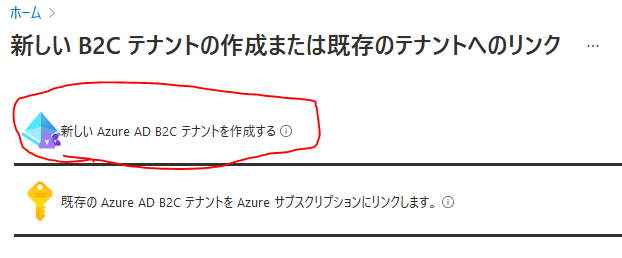 ホーム >
新しい B2C テナントの作成または既存のテナントへのリンク ...
新しい Azure AD B2C テナントを作成する
既存の Azure AD B2C テナントを Azure サブスクリプションにリンクします。